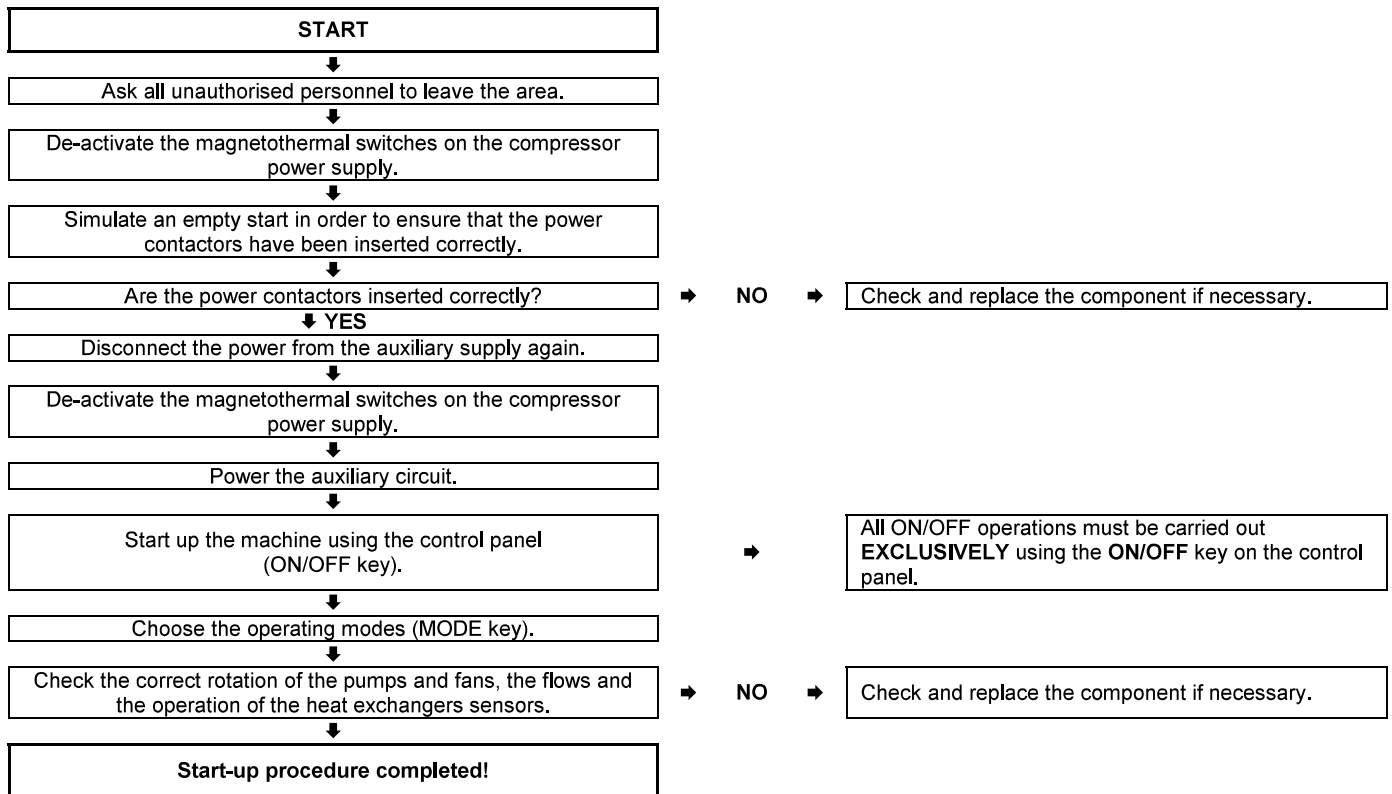 START
Ask all unauthorised personnel to leave the area.
De-activate the magnetothermal switches on the compressor
power supply.
Simulate an empty start in order to ensure that the power
contactors have been inserted correctly.
Are the power contactors inserted correctly?
NO
Check and replace the component if necessary.
YES
Disconnect the power from the auxiliary supply again.
De-activate the magnetothermal switches on the compressor
power supply.
Power the auxiliary circuit.
Start up the machine using the control panel
(ON/OFF key).
All ON/OFF operations must be carried out
EXCLUSIVELY using the ON/OFF key on the control
panel.
Choose the operating modes (MODE key).
Check the correct rotation of the pumps and fans, the flows and
the operation of the heat exchangers sensors.
NO
Check and replace the component if necessary.
Start-up procedure completed!